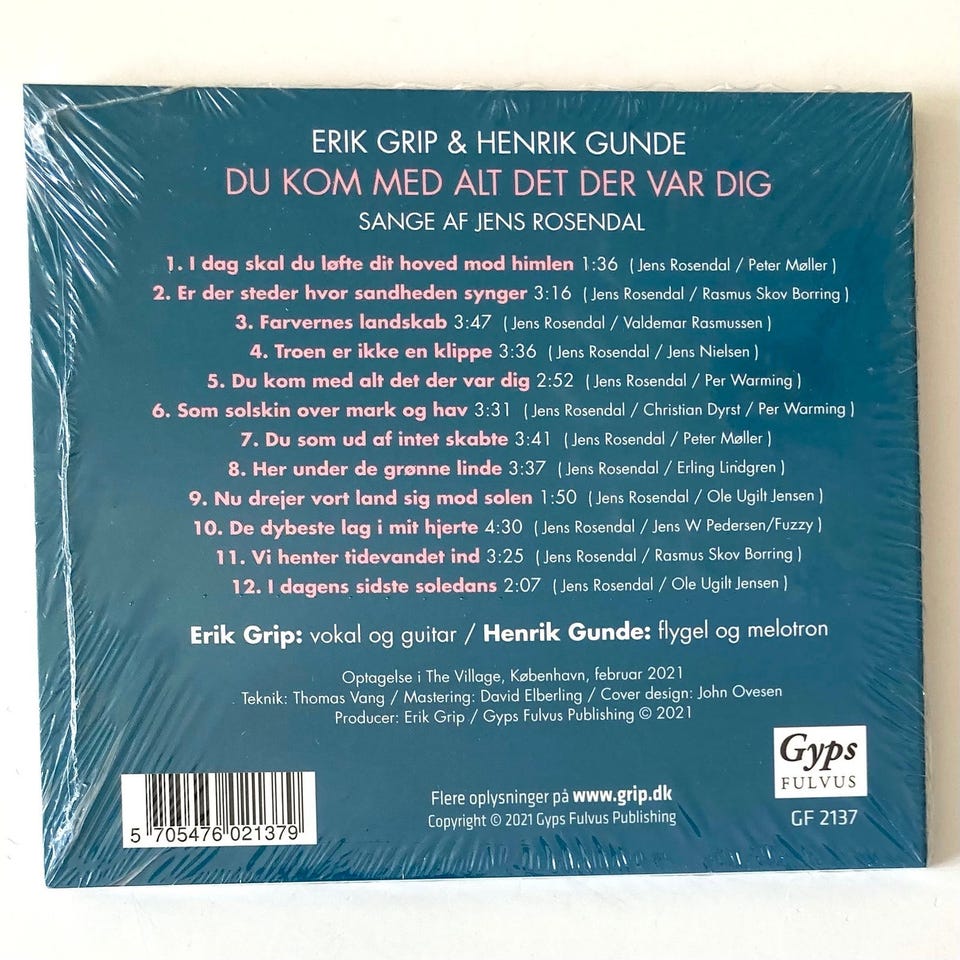 ERIK GRIP & HENRIK GUNDE
DU KOM MED ALT DET DER VAR DIG
SANGE AF JENS ROSENDAL
1. I dag skal du løfte dit hoved mod himlen 1:36 (Jens Rosendal / Peter Møller)
2. Er der steder hvor sandheden synger 3:16 (Jens Rosendal / Rasmus Skov Borring)
3. Farvernes landskab 3:47 (Jens Rosendal / Valdemar Rasmussen)
4. Troen er ikke en klippe 3:36 (Jens Rosendal / Jens Nielsen)
5. Du kom med alt det der var dig 2:52 (Jens Rosendal / Per Warming)
6. Som solskin over mark og hav 3:31 (Jens Rosendal / Christian Dyrst / Per Warming)
7. Du som ud af intet skabte 3:41 (Jens Rosendal / Peter Møller)
8. Her under de grønne linde 3:37 (Jens Rosendal / Erling Lindgren)
9. Nu drejer vort land sig mod solen 1:50 (Jens Rosendal / Ole Ugilt Jensen)
10. De dybeste lag i mit hjerte 4:30 (Jens Rosendal / Jens W Pedersen/Fuzzy)
11. Vi henter tidevandet ind 3:25 (Jens Rosendal / Rasmus Skov Borring)
12. I dagens sidste soledans 2:07 (Jens Rosendal / Ole Ugilt Jensen)
Erik Grip: vokal og guitar / Henrik Gunde: flygel og melotron
Optagelse i The Village, København, februar 2021
Teknik: Thomas Vang / Mastering: David Elberling / Cover design: John Ovesen
Producer: Erik Grip / Gyps Fulvus Publishing © 2021
Gyps
FULVUS
GF 2137
Flere oplysninger på www.grip.dk
Copyright © 2021 Gyps Fulvus Publishing
5 705476 021379